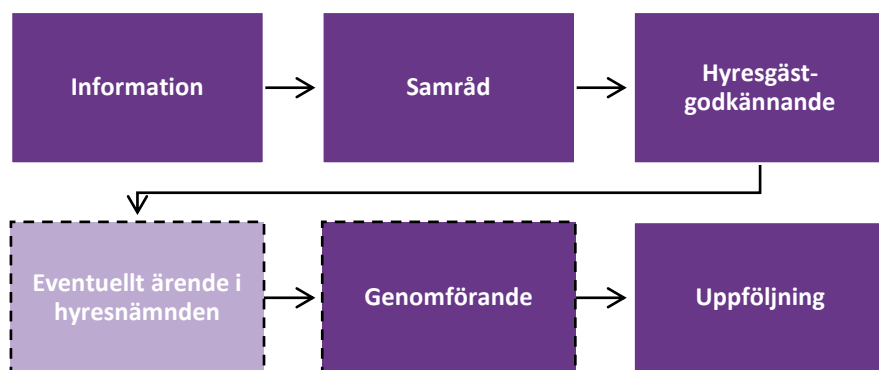 Information
Samråd
Hyresgäst-
godkännande
Eventuellt ärende i
hyresnämnden
Genomförande
Uppföljning